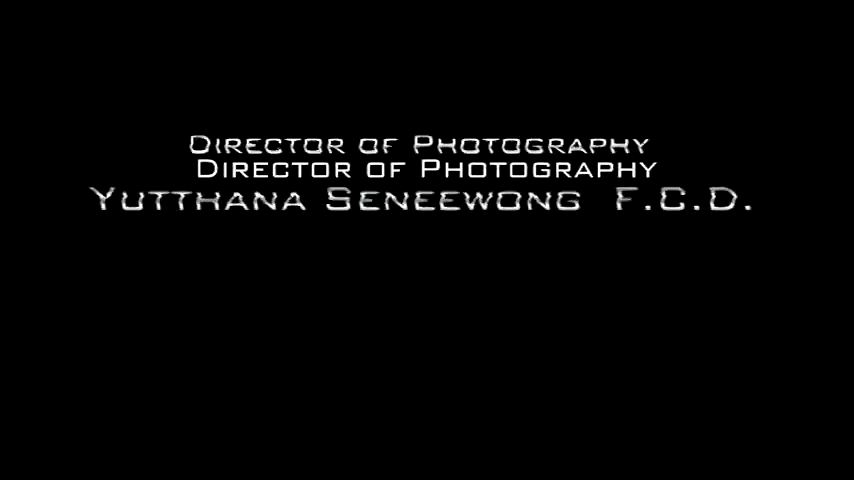 Director of Photography
Director of Photography
Yutthana Seneewong F.C.D.